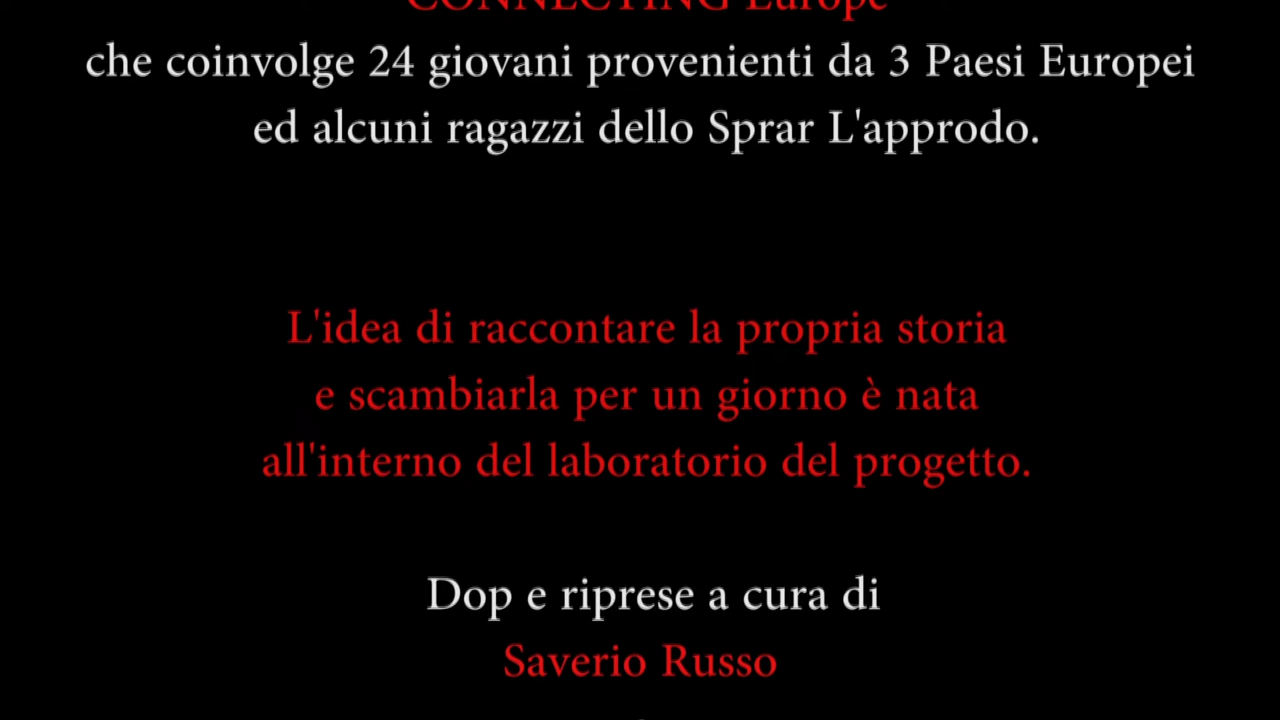 CONNECTING Europe
che coinvolge 24 giovani provenienti da 3 Paesi Europei
ed alcuni ragazzi dello Sprar L'approdo.
L'idea di raccontare la propria storia
e scambiarla per un giorno è nata
all'interno del laboratorio del progetto.
Dop e riprese a cura di
Saverio Russo